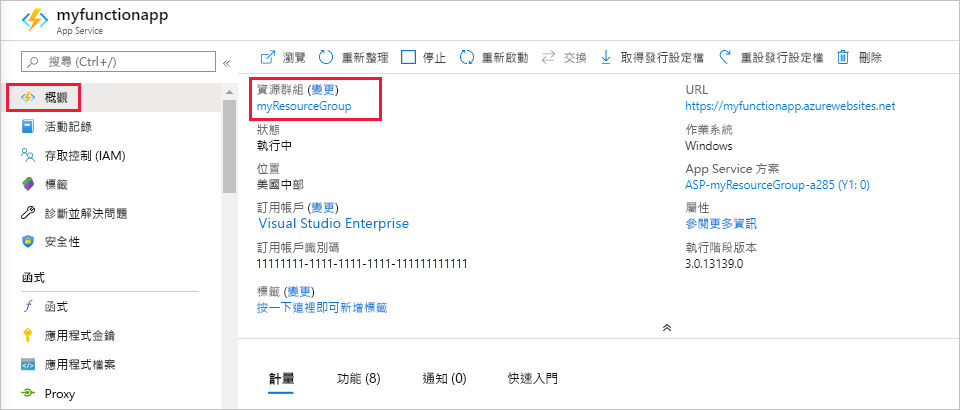 myfunctionapp
App Service
搜尋 (Ctrl+/)
«
概觀
活動記錄
存取控制 (IAM)
標籤
診斷並解決問題
安全性
函式
函式
應用程式金鑰
應用程式檔案
Proxy
瀏覽 重新整理 停止 重新啟動 交換 取得發行設定檔 重設發行設定檔 刪除
資源群組 (變更)
myResourceGroup
狀態
執行中
位置
美國中部
訂用帳戶 (變更)
Visual Studio Enterprise
訂用帳戶識別碼
11111111-1111-1111-1111-111111111111
標籤 (變更)
按一下這裡即可新增標籤
URL
https://myfunctionapp.azurewebsites.net
作業系統
Windows
App Service 方案
ASP-myResourceGroup-a285 (Y1: 0)
屬性
參閱更多資訊
執行階段版本
3.0.13139.0
計量 功能 (8) 通知 (0) 快速入門